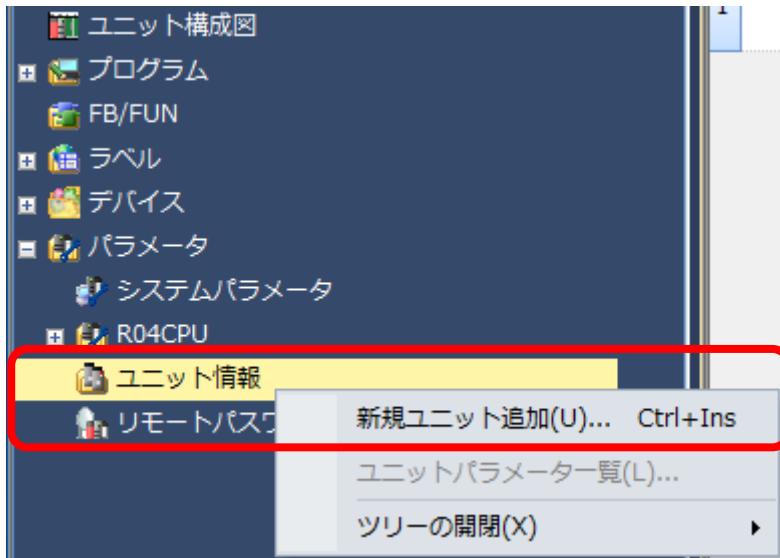 ユニット構成図
プログラム
FB/FUN
ラベル
デバイス
パラメータ
システムパラメータ
R04CPU
ユニット情報
新規ユニット追加(U)... Ctrl+Ins
リモートパスワ
ユニットパラメータ一覧(L)...
ツリーの開閉(X)